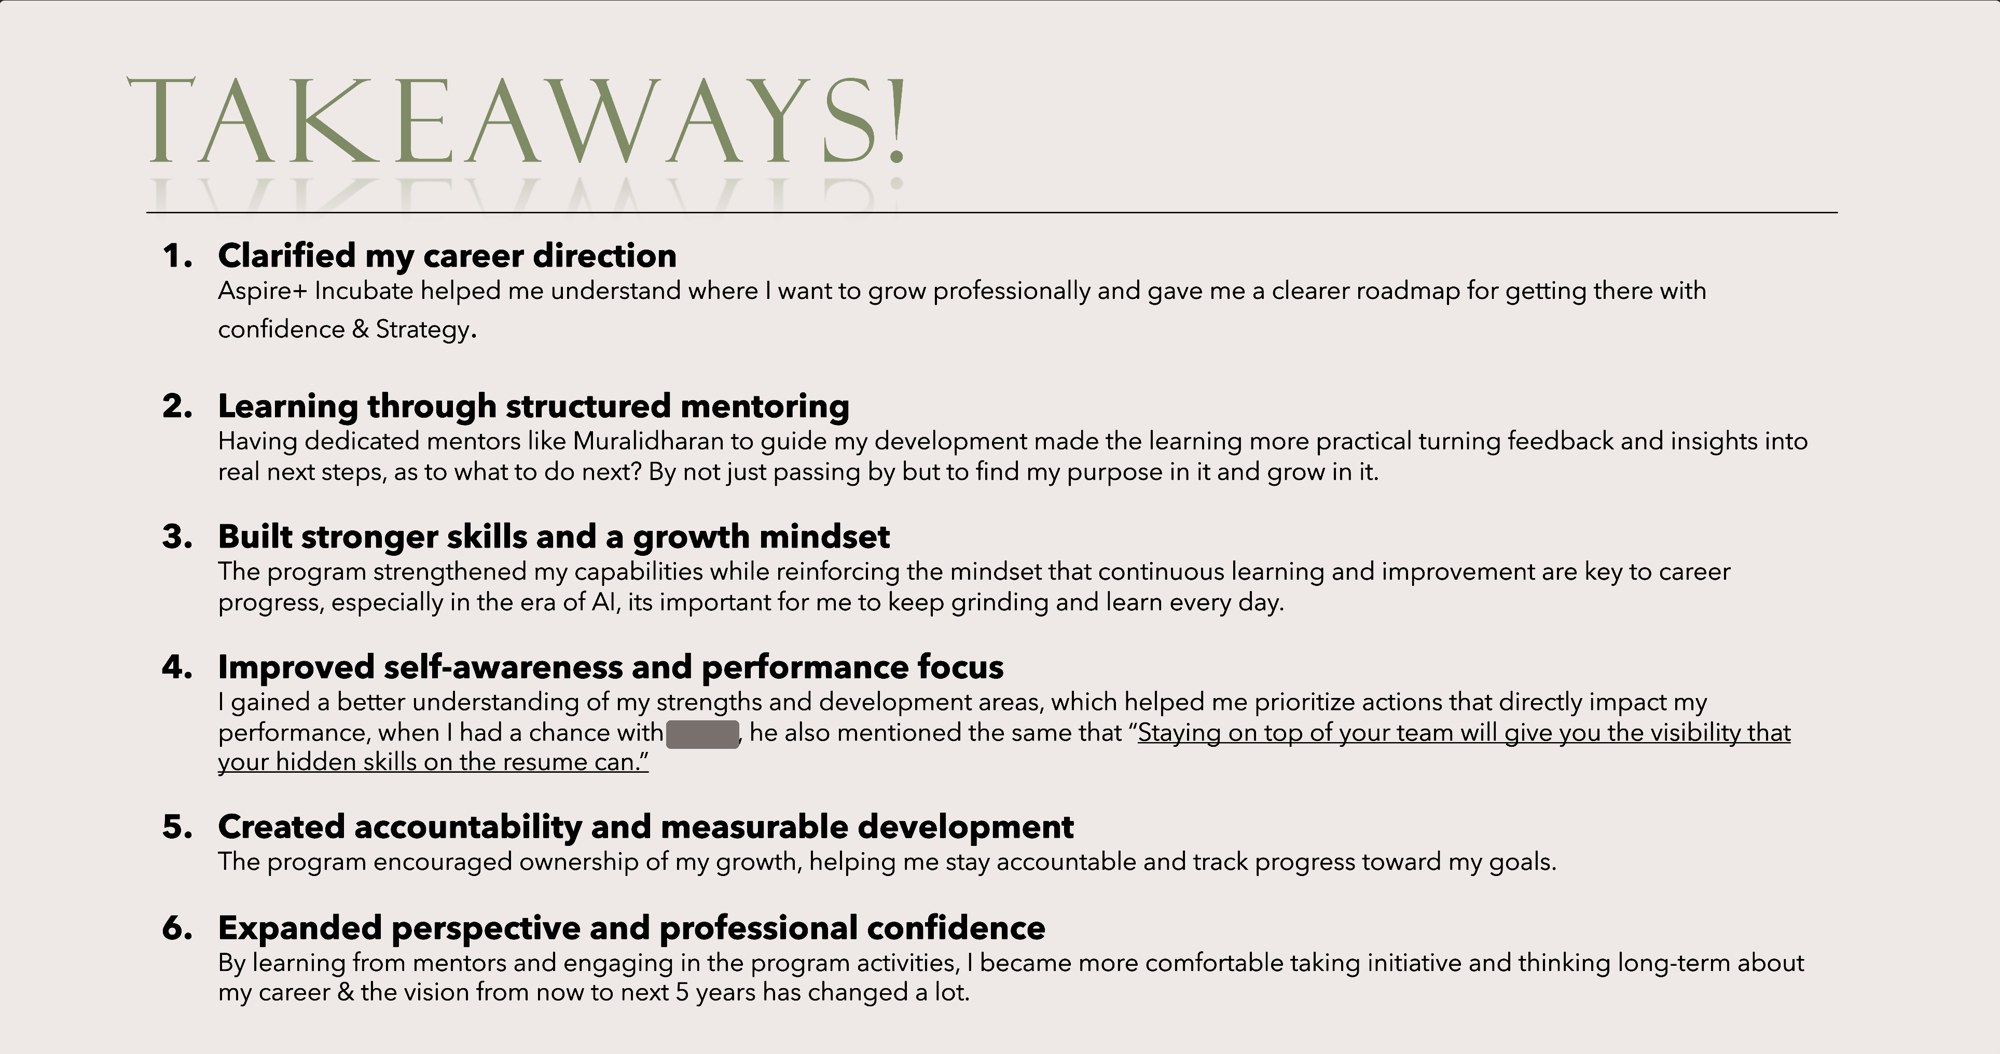 TAKEAWAYS!
1. Clarified my career direction
Aspire+ Incubate helped me understand where I want to grow professionally and gave me a clearer roadmap for getting there with
confidence & Strategy.
2. Learning through structured mentoring
Having dedicated mentors like Muralidharan to guide my development made the learning more practical turning feedback and insights into
real next steps, as to what to do next? By not just passing by but to find my purpose in it and grow in it.
3. Built stronger skills and a growth mindset
The program strengthened my capabilities while reinforcing the mindset that continuous learning and improvement are key to career
progress, especially in the era of AI, its important for me to keep grinding and learn every day.
4. Improved self-awareness and performance focus
I gained a better understanding of my strengths and development areas, which helped me prioritize actions that directly impact my
performance, when I had a chance with , he also mentioned the same that “Staying on top of your team will give you the visibility that
your hidden skills on the resume can.”
5. Created accountability and measurable development
The program encouraged ownership of my growth, helping me stay accountable and track progress toward my goals.
6. Expanded perspective and professional confidence
By learning from mentors and engaging in the program activities, I became more comfortable taking initiative and thinking long-term about
my career & the vision from now to next 5 years has changed a lot.